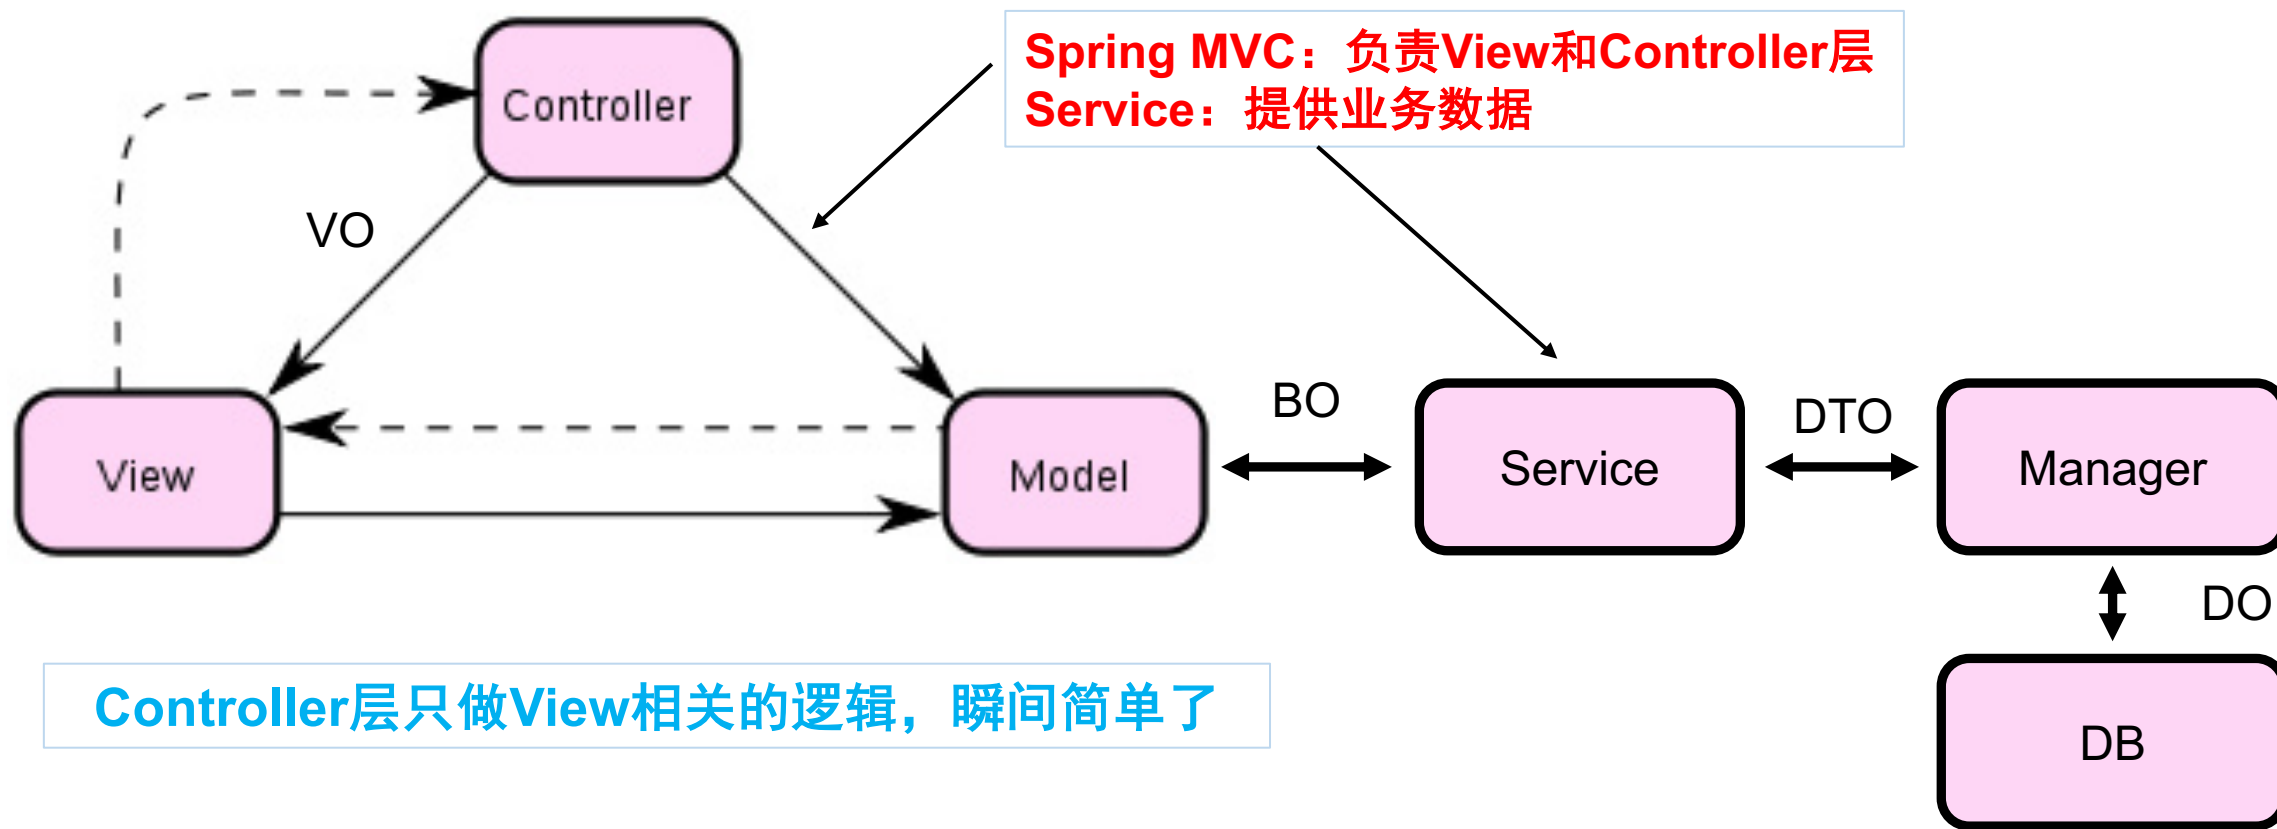 Spring MVC：负责View和Controller层
Service：提供业务数据
Controller
VO
View
Model
BO
Service
DTO
Manager
DO
DB
Controller层只做View相关的逻辑，瞬间简单了